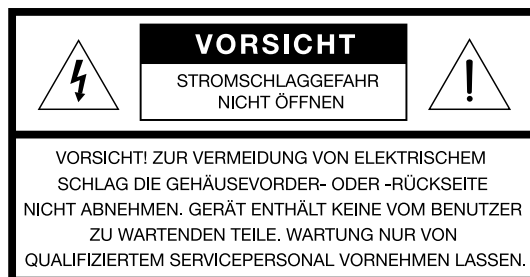 VORSICHT
STROMSCHLAGGEFAHR
NICHT ÖFFNEN
VORSICHT! ZUR VERMEIDUNG VON ELEKTRISCHEM
SCHLAG DIE GEHÄUSEVORDER- ODER -RÜCKSEITE
NICHT ABNEHMEN. GERÄT ENTHÄLT KEINE VOM BENUTZER
ZU WARTENDEN TEILE. WARTUNG NUR VON
QUALIFIZIERTEM SERVICEPERSONAL VORNEHMEN LASSEN.